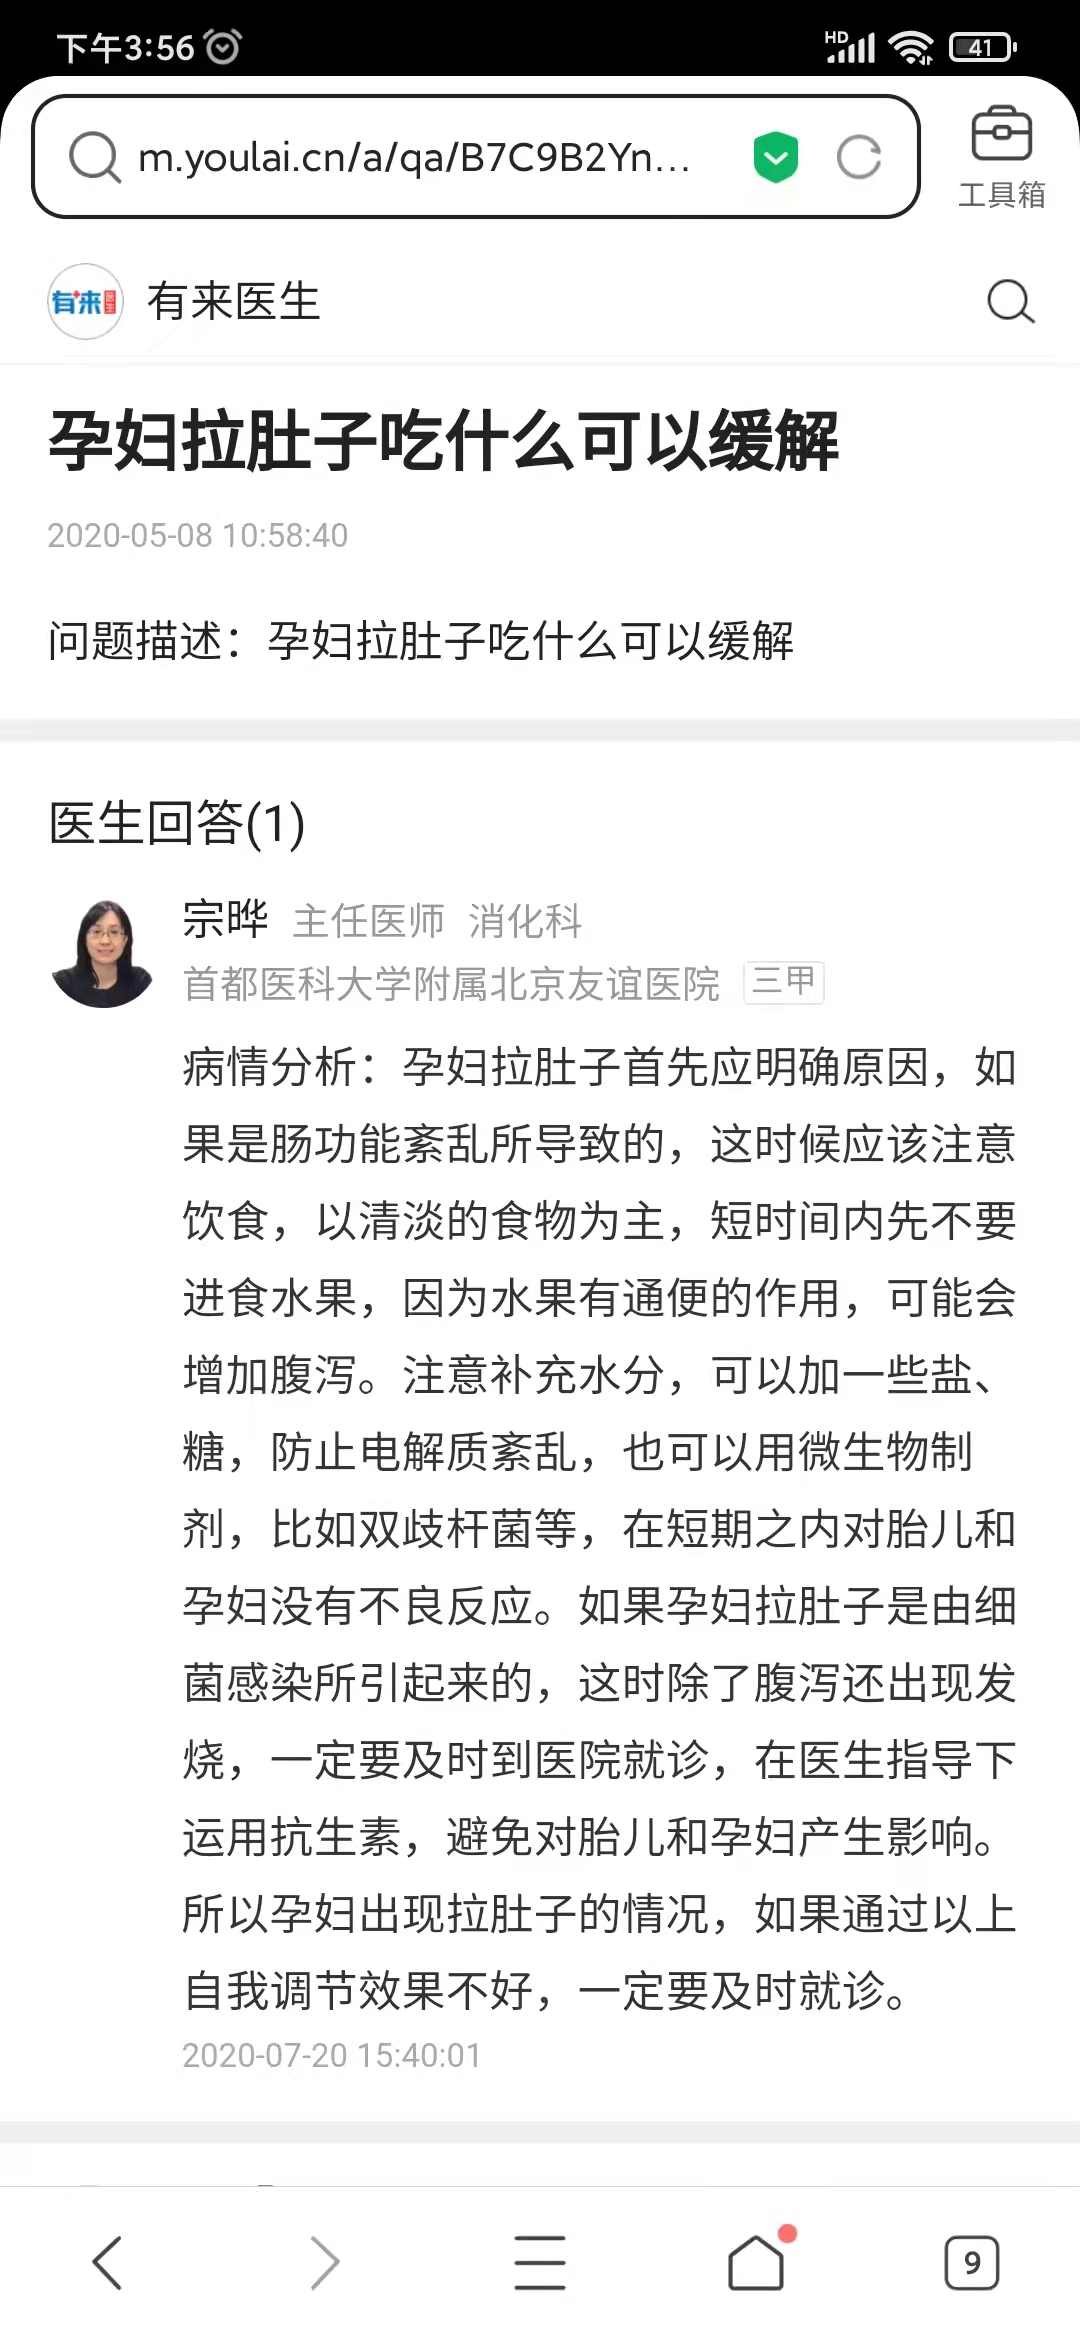 下午3:56
HD
41
m.youlai.cn/a/qa/B7C9B2Yn...
工具箱
有来医生
有来医生
孕妇拉肚子吃什么可以缓解
2020-05-08 10:58:40
问题描述：孕妇拉肚子吃什么可以缓解
医生回答(1)
宗晔 主任医师 消化科
首都医科大学附属北京友谊医院 三甲
病情分析：孕妇拉肚子首先应明确原因，如
果是肠功能紊乱所导致的，这时候应该注意
饮食，以清淡的食物为主，短时间内先不要
进食水果，因为水果有通便的作用，可能会
增加腹泻。注意补充水分，可以加一些盐、
糖，防止电解质紊乱，也可以用微生物制
剂，比如双歧杆菌等，在短期之内对胎儿和
孕妇没有不良反应。如果孕妇拉肚子是由细
菌感染所引起来的，这时除了腹泻还出现发
烧，一定要及时到医院就诊，在医生指导下
运用抗生素，避免对胎儿和孕妇产生影响。
所以孕妇出现拉肚子的情况，如果通过以上
自我调节效果不好，一定要及时就诊。
2020-07-20 15:40:01
9